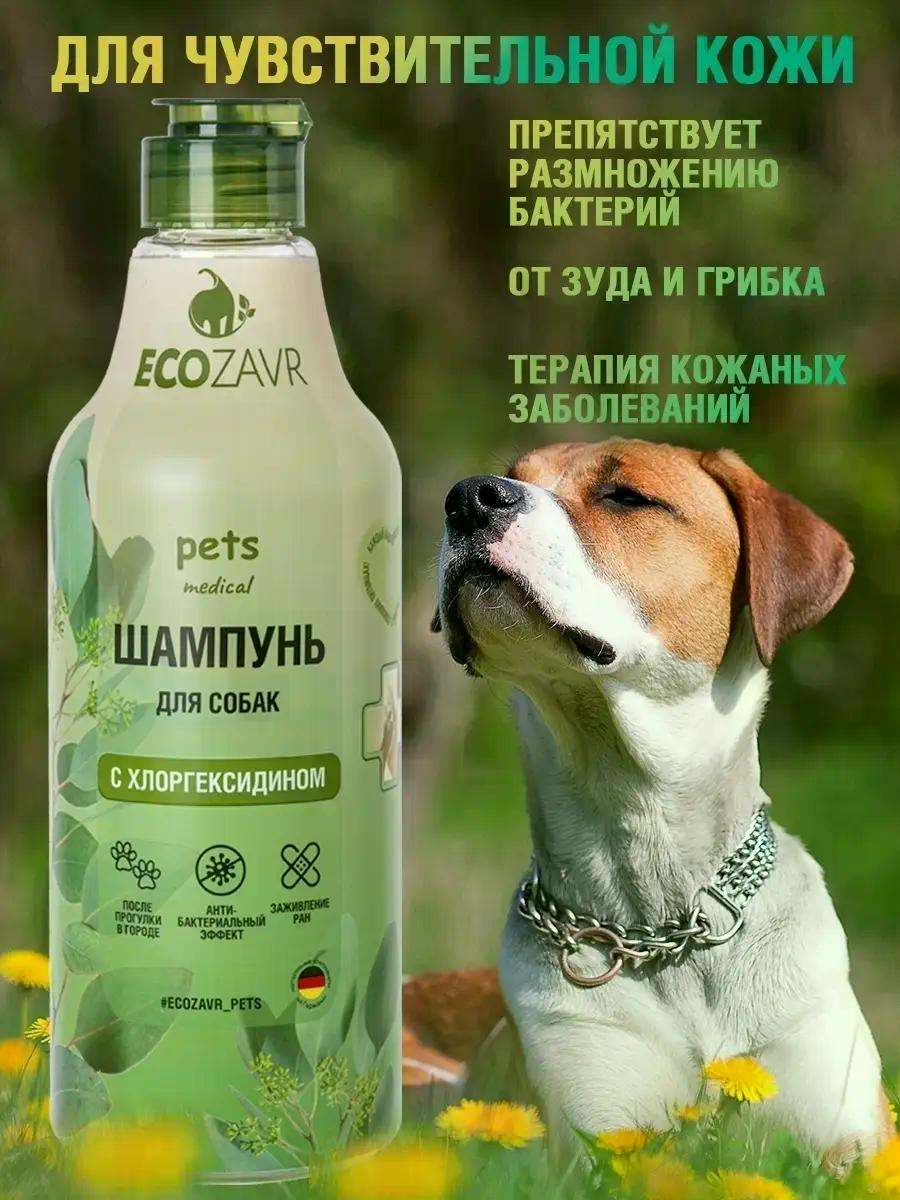 ДЛЯ ЧУВСТВИТЕЛЬНОЙ КОЖИ
ПРЕПЯТСТВУЕТ
РАЗМНОЖЕНИЮ
БАКТЕРИЙ
ОТ ЗУДА И ГРИБКА
ТЕРАПИЯ КОЖАНЫХ
ЗАБОЛЕВАНИЙ
ECOZAVR
pets
medical
ШАМПУНЬ
ДЛЯ СОБАК
С ХЛОРГЕКСИДИНОМ
ПОСЛЕ
ПРОГУЛКИ
В ГОРОДЕ
АНТИ-
БАКТЕРИАЛЬНЫЙ
ЭФФЕКТ
ЗАЖИВЛЕНИЕ
РАН
#ECOZAVR_PETS